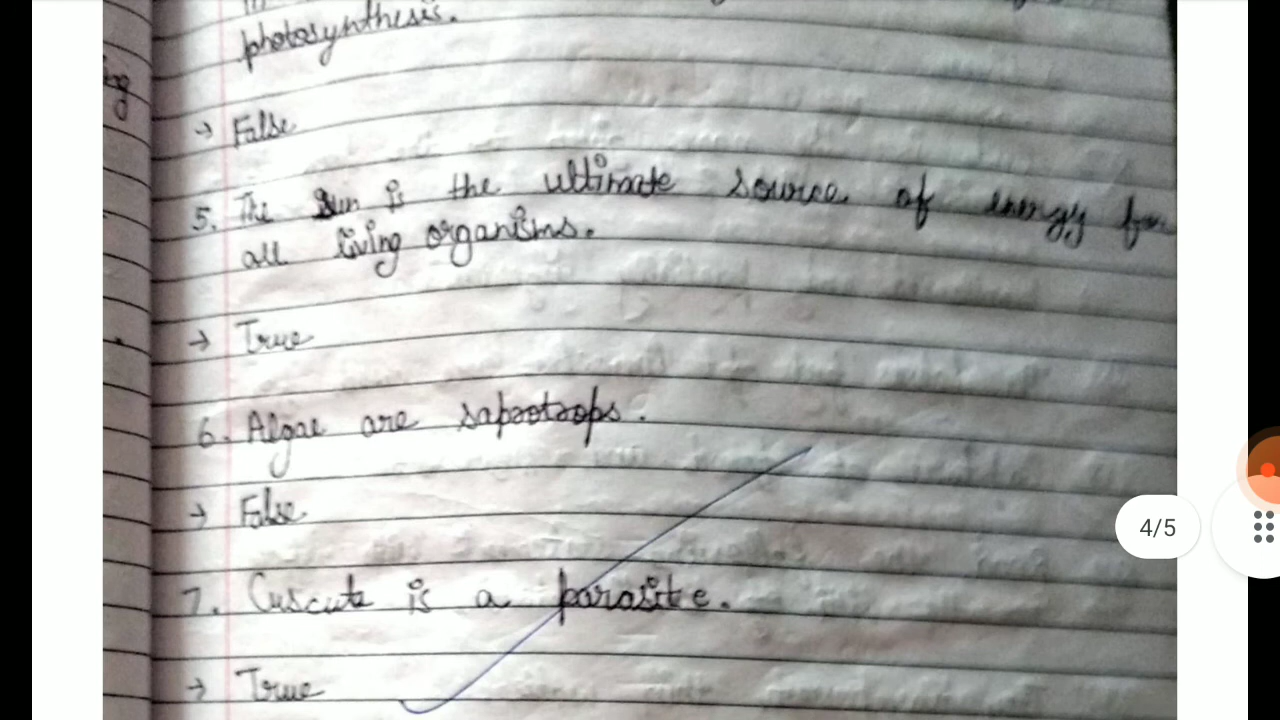 photosynthesis.
→ False
5. The Sun is the ultimate source of energy for
all living organisms.
→ True
6. Algae are saprotrops.
→ False
7. Cuscuta is a parasite.
→ True
4/5